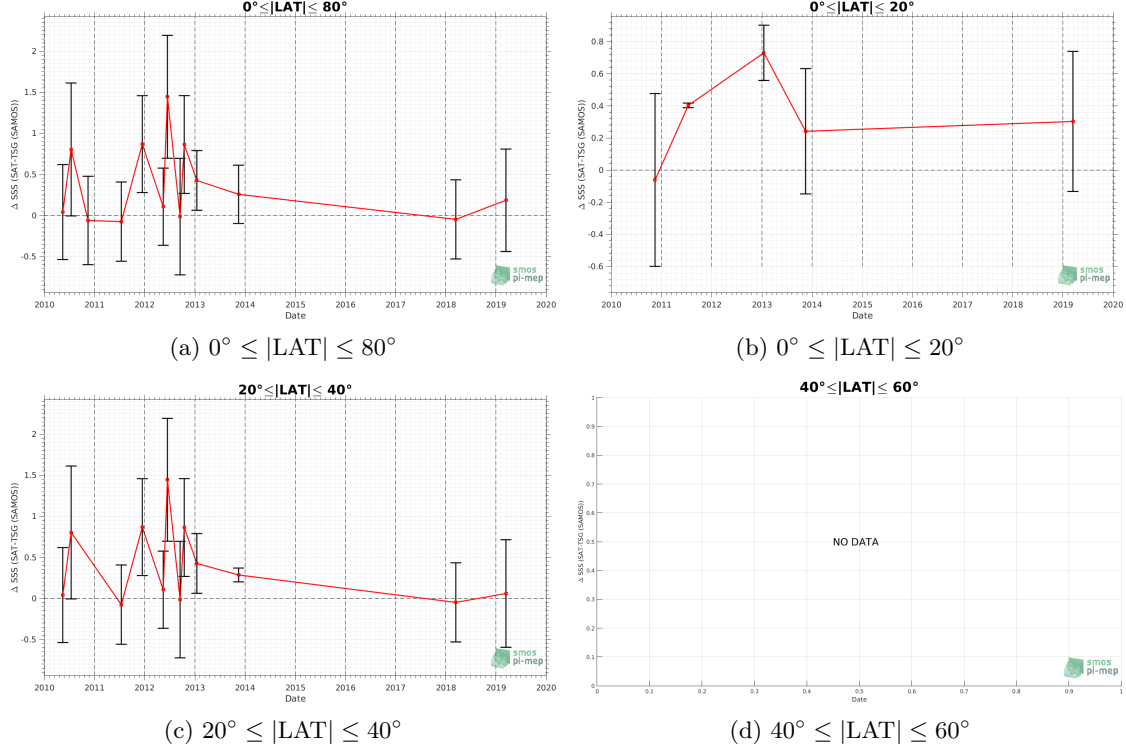 0°≤|LAT|≤ 80°
Δ SSS (SAT-TSG (SAMOS))
2
1.5
1
0.5
0
-0.5
2010 2011 2012 2013 2014 2015 2016 2017 2018 2019 2020
Date
smos
pi-mep
(a) 0° ≤ |LAT| ≤ 80°
0°≤|LAT|≤ 20°
Δ SSS (SAT-TSG (SAMOS))
0.8
0.6
0.4
0.2
0
-0.2
-0.4
-0.6
2010 2011 2012 2013 2014 2015 2016 2017 2018 2019 2020
Date
smos
pi-mep
(b) 0° ≤ |LAT| ≤ 20°
20°≤|LAT|≤ 40°
Δ SSS (SAT-TSG (SAMOS))
2
1.5
1
0.5
0
-0.5
2010 2011 2012 2013 2014 2015 2016 2017 2018 2019 2020
Date
smos
pi-mep
(c) 20° ≤ |LAT| ≤ 40°
40°≤|LAT|≤ 60°
Δ SSS (SAT-TSG (SAMOS))
1
0.9
0.8
0.7
0.6
0.5
0.4
0.3
0.2
0.1
0
NO DATA
0 0.1 0.2 0.3 0.4 0.5 0.6 0.7 0.8 0.9 1
Date
smos
pi-mep
(d) 40° ≤ |LAT| ≤ 60°